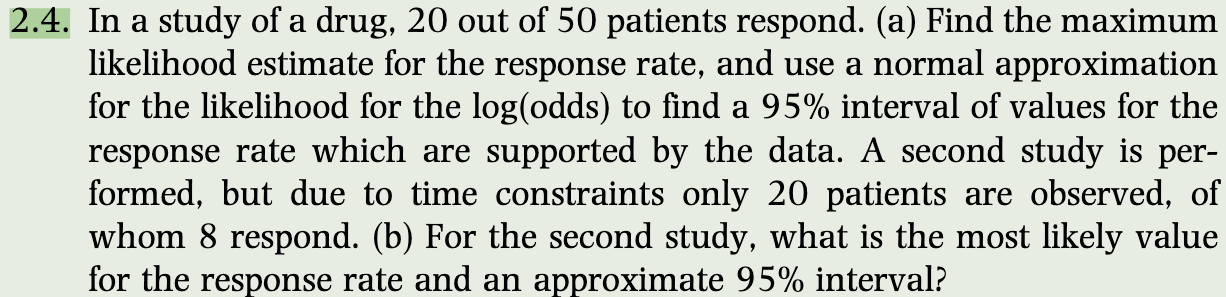 2.4. In a study of a drug, 20 out of 50 patients respond. (a) Find the maximum
likelihood estimate for the response rate, and use a normal approximation
for the likelihood for the log(odds) to find a 95% interval of values for the
response rate which are supported by the data. A second study is per-
formed, but due to time constraints only 20 patients are observed, of
whom 8 respond. (b) For the second study, what is the most likely value
for the response rate and an approximate 95% interval?